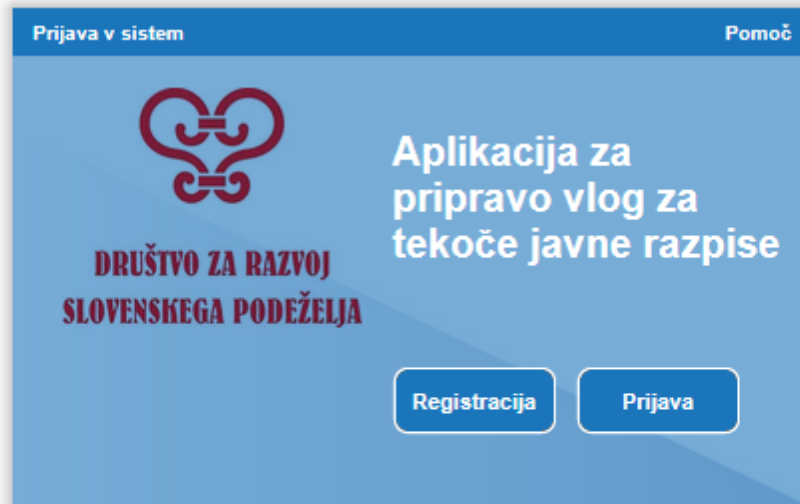 Prijava v sistem
Pomoč
DRUŠTVO ZA RAZVOJ
SLOVENSKEGA PODEŽELJA
Aplikacija za
pripravo vlog za
tekoče javne razpise
Registracija
Prijava